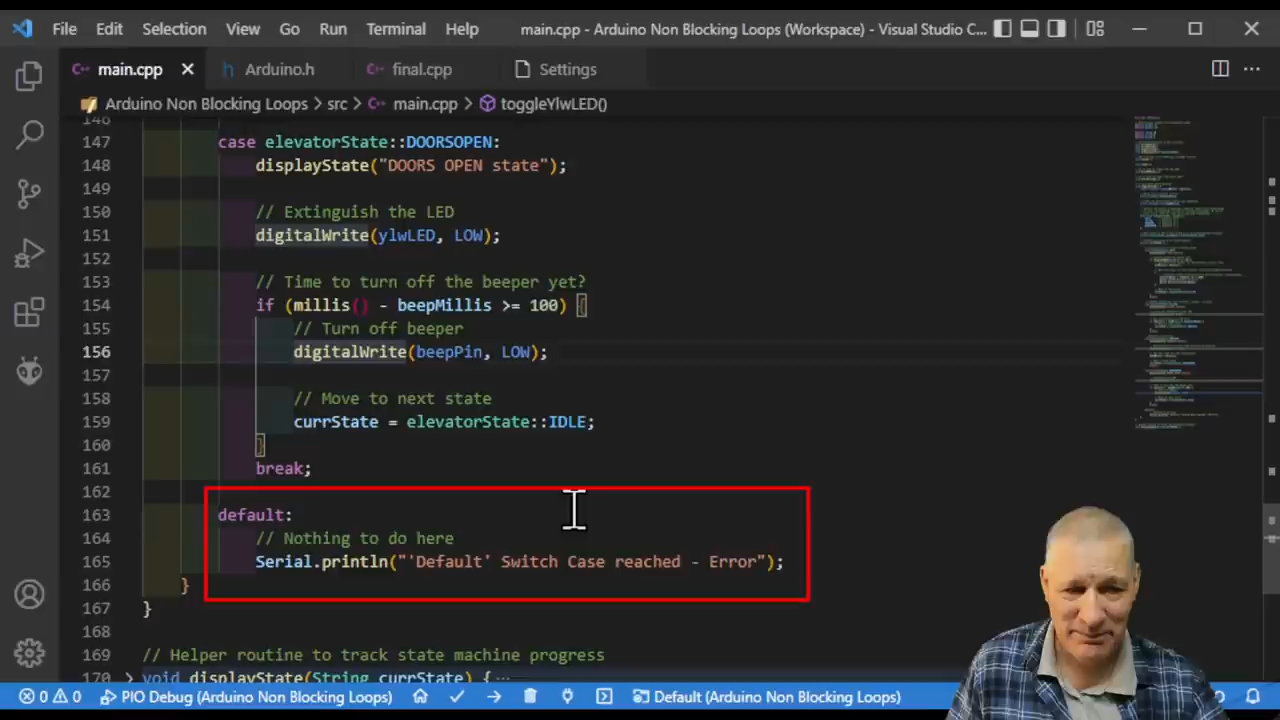 File Edit Selection View Go Run Terminal Help main.cpp - Arduino Non Blocking Loops (Workspace) - Visual Studio C...
main.cpp Arduino.h final.cpp Settings
Arduino Non Blocking Loops > src > main.cpp > toggleYlwLED()
146
147 case elevatorState::DOORSOPEN:
148 displayState("DOORS OPEN state");
149
150 // Extinguish the LED
151 digitalWrite(ylwLED, LOW);
152
153 // Time to turn off the beeper yet?
154 if (millis() - beepMillis >= 100) {
155 // Turn off beeper
156 digitalWrite(beepPin, LOW);
157
158 // Move to next state
159 currState = elevatorState::IDLE;
160 }
161 break;
162
163 default:
164 // Nothing to do here
165 Serial.println("'Default' Switch Case reached - Error");
166 }
167 }
168
169 // Helper routine to track state machine progress
170 void displayState(String currState) {...
0 0 PIO Debug (Arduino Non Blocking Loops) Default (Arduino Non Blocking Loops)